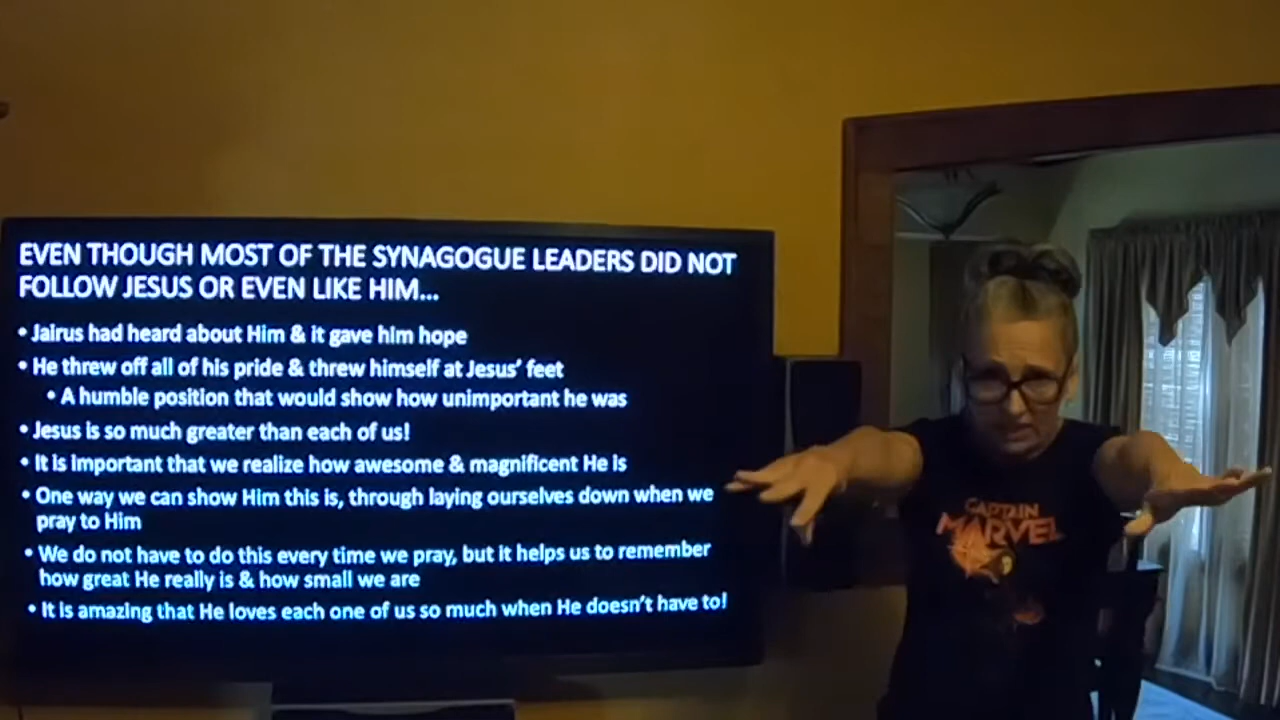 EVEN THOUGH MOST OF THE SYNAGOGUE LEADERS DID NOT
FOLLOW JESUS OR EVEN LIKE HIM...
• Jairus had heard about Him & it gave him hope
• He threw off all of his pride & threw himself at Jesus' feet
• A humble position that would show how unimportant he was
• Jesus is so much greater than each of us!
• It is important that we realize how awesome & magnificent He is
• One way we can show Him this is, through laying ourselves down when we
pray to Him
• We do not have to do this every time we pray, but it helps us to remember
how great He really is & how small we are
• It is amazing that He loves each one of us so much when He doesn't have to!
CAPTAIN
MARVEL